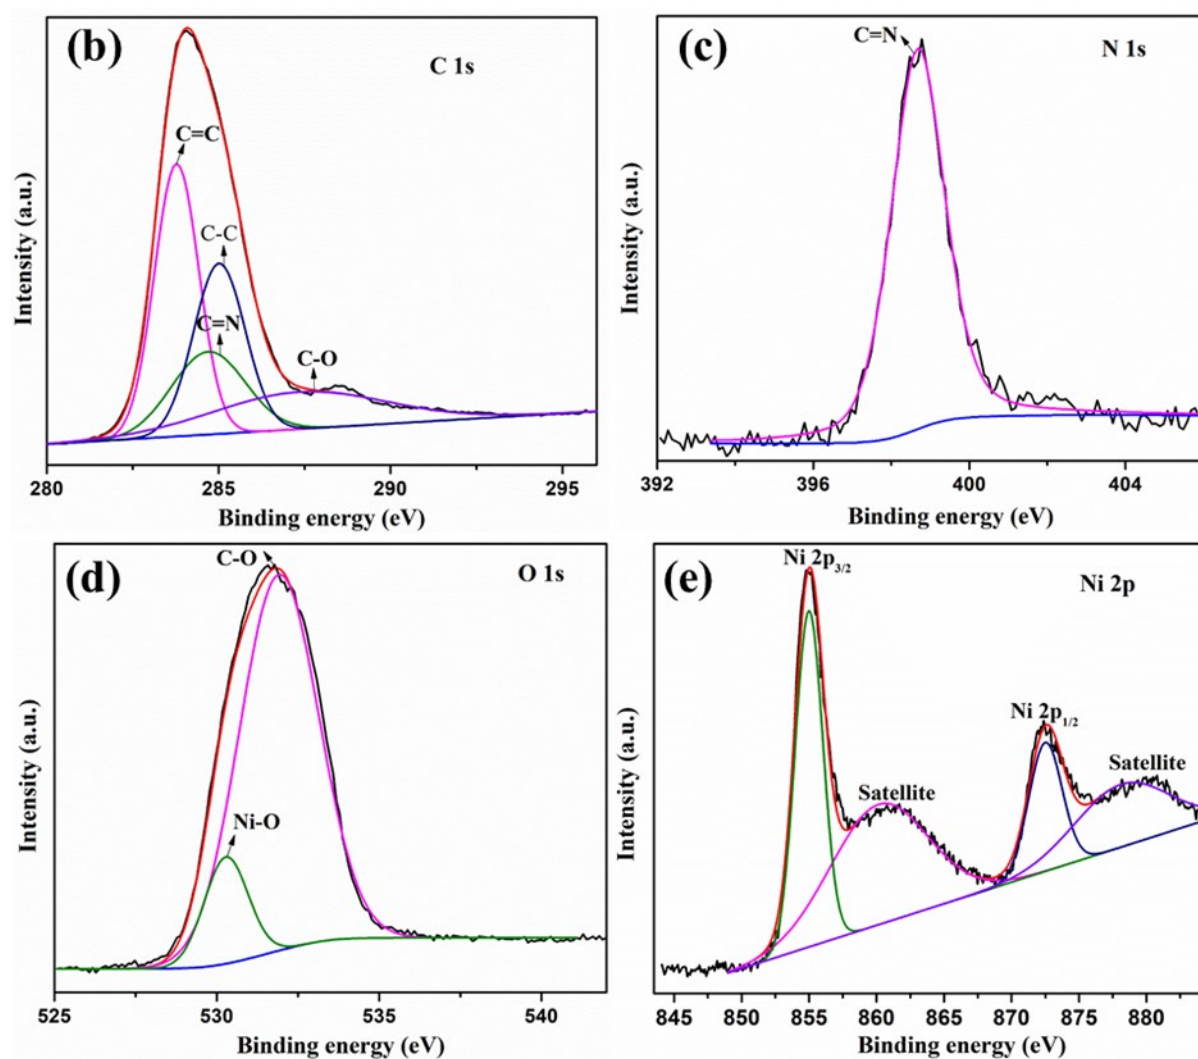 (b)
C 1s
C=C
C-C
C=N
C-O
Intensity (a.u.)
280 285 290 295
Binding energy (eV)
(c)
N 1s
C=N
Intensity (a.u.)
392 396 400 404
Binding energy (eV)
(d)
O 1s
C-O
Ni-O
Intensity (a.u.)
525 530 535 540
Binding energy (eV)
(e)
Ni 2p
Ni 2p3/2
Satellite
Ni 2p1/2
Satellite
Intensity (a.u.)
845 850 855 860 865 870 875 880
Binding energy (eV)